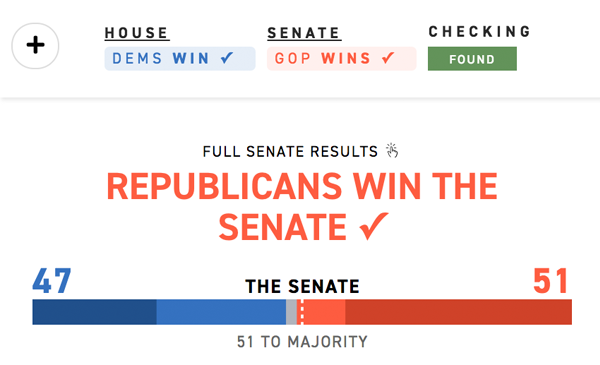 HOUSE
SENATE
CHECKING
DEMS WIN ✓
GOP WINS ✓
FOUND
FULL SENATE RESULTS
REPUBLICANS WIN THE
SENATE ✓
47
THE SENATE
51
51 TO MAJORITY